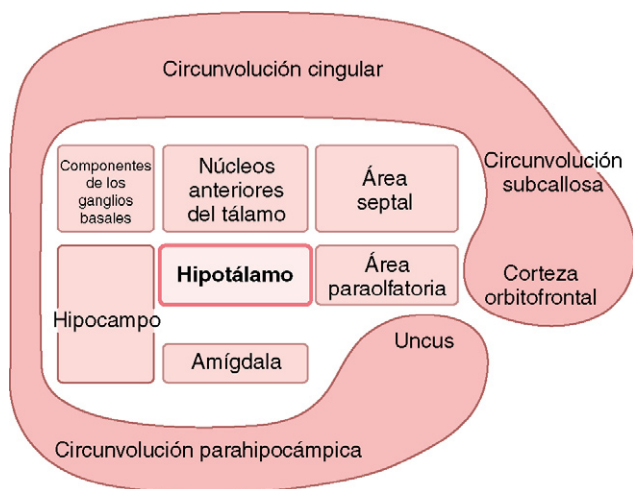 Circunvolución cingular
Circunvolución
subcallosa
Componentes
de los
ganglios
basales
Núcleos
anteriores
del tálamo
Área
septal
Hipotálamo
Área
paraolfatoria
Corteza
orbitofrontal
Hipocampo
Uncus
Amígdala
Circunvolución parahipocámpica